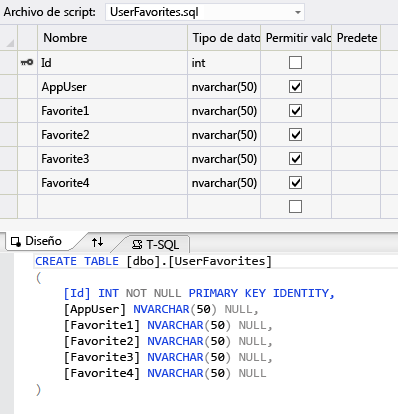 Archivo de script: UserFavorites.sql
Nombre Tipo de dato Permitir valc Predete
Id int
AppUser nvarchar(50)
Favorite1 nvarchar(50)
Favorite2 nvarchar(50)
Favorite3 nvarchar(50)
Favorite4 nvarchar(50)
Diseño T-SQL
CREATE TABLE [dbo].[UserFavorites]
(
[Id] INT NOT NULL PRIMARY KEY IDENTITY,
[AppUser] NVARCHAR(50) NULL,
[Favorite1] NVARCHAR(50) NULL,
[Favorite2] NVARCHAR(50) NULL,
[Favorite3] NVARCHAR(50) NULL,
[Favorite4] NVARCHAR(50) NULL
)